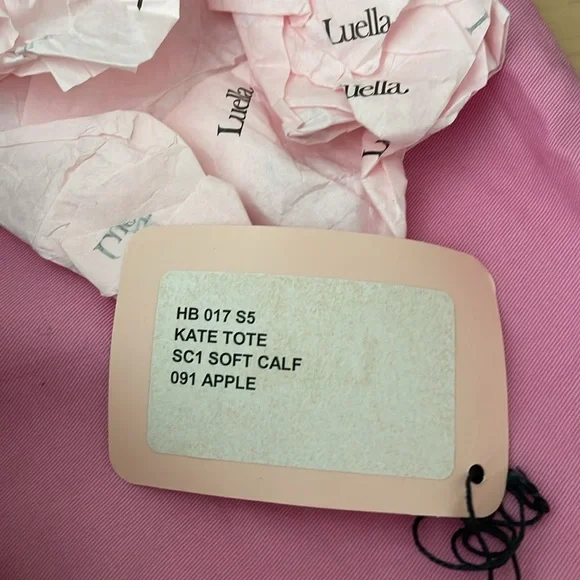 Luella
Luella
Luella
HB 017 S5
KATE TOTE
SC1 SOFT CALF
091 APPLE